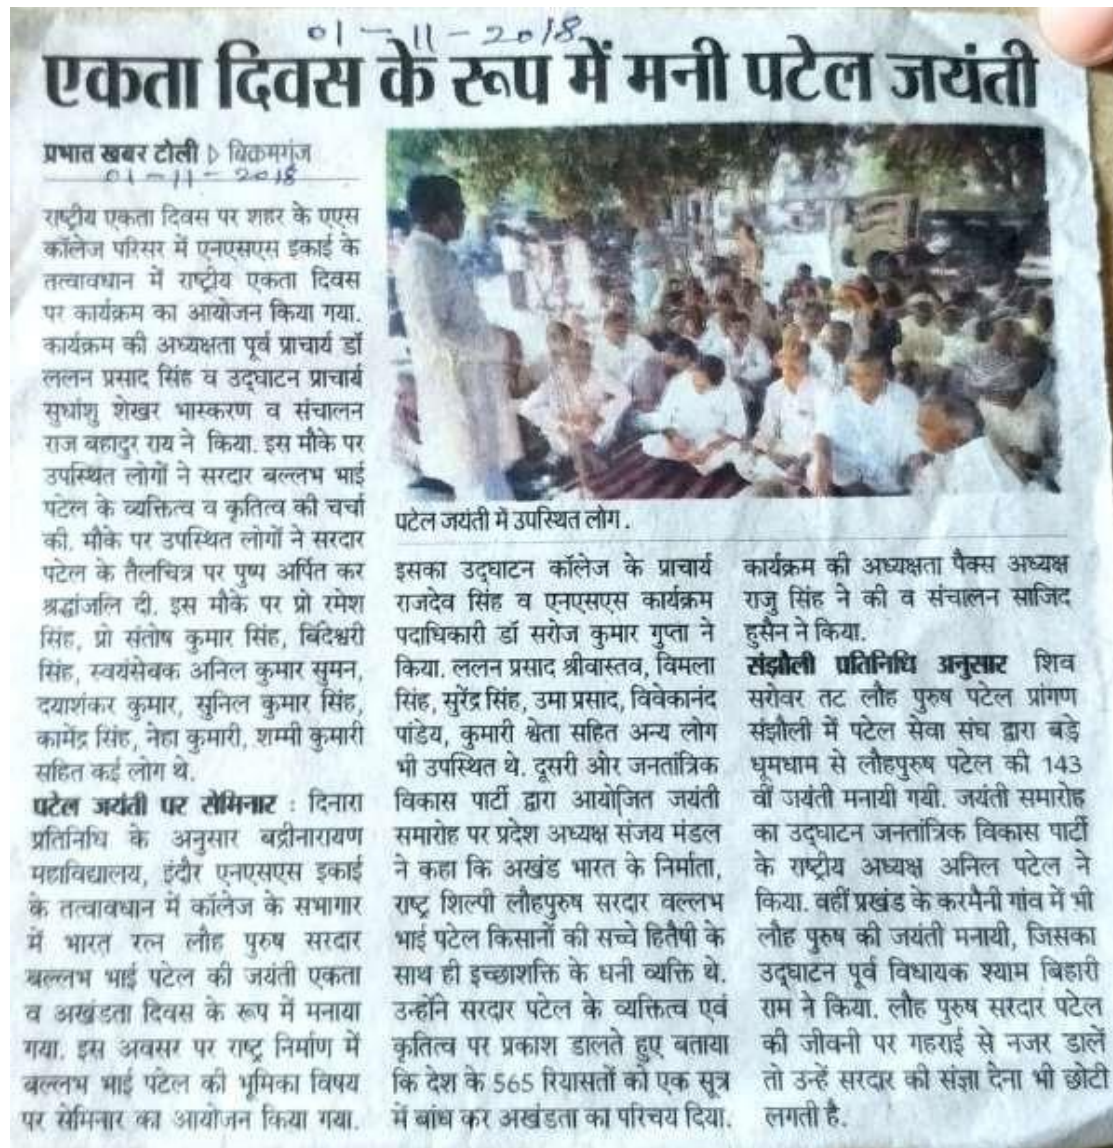 01-11-2018
एकता दिवस के रूप में मनी पटेल जयंती
प्रभात खबर टोली ▷ बिक्रमगंज
01-11-2018
राष्ट्रीय एकता दिवस पर शहर के एएस
कॉलेज परिसर में एनएसएस इकाई के
तत्वावधान में राष्ट्रीय एकता दिवस
पर कार्यक्रम का आयोजन किया गया.
कार्यक्रम की अध्यक्षता पूर्व प्राचार्य डॉ
ललन प्रसाद सिंह व उद्घाटन प्राचार्य
सुधांशु शेखर भास्करण व संचालन
राज बहादुर राय ने किया. इस मौके पर
उपस्थित लोगों ने सरदार बल्लभ भाई
पटेल के व्यक्तित्व व कृतित्व की चर्चा
की. मौके पर उपस्थित लोगों ने सरदार
पटेल के तैलचित्र पर पुष्प अर्पित कर
श्रद्धांजलि दी. इस मौके पर प्रो रमेश
सिंह, प्रो संतोष कुमार सिंह, बिंदेश्वरी
सिंह, स्वयंसेवक अनिल कुमार सुमन,
दयाशंकर कुमार, सुनिल कुमार सिंह,
कामेंद्र सिंह, नेहा कुमारी, शम्मी कुमारी
सहित कई लोग थे.
पटेल जयंती पर सेमिनार : दिनारा
प्रतिनिधि के अनुसार बद्रीनारायण
महाविद्यालय, इंदौर एनएसएस इकाई
के तत्वावधान में कॉलेज के सभागार
में भारत रत्न लौह पुरुष सरदार
बल्लभ भाई पटेल की जयंती एकता
व अखंडता दिवस के रूप में मनाया
गया. इस अवसर पर राष्ट्र निर्माण में
बल्लभ भाई पटेल की भूमिका विषय
पर सेमिनार का आयोजन किया गया.
पटेल जयंती में उपस्थित लोग.
इसका उद्घाटन कॉलेज के प्राचार्य
राजदेव सिंह व एनएसएस कार्यक्रम
पदाधिकारी डॉ सरोज कुमार गुप्ता ने
किया. ललन प्रसाद श्रीवास्तव, विमला
सिंह, सुरेंद्र सिंह, उमा प्रसाद, विवेकानंद
पांडेय, कुमारी श्वेता सहित अन्य लोग
भी उपस्थित थे. दूसरी ओर जनतांत्रिक
विकास पार्टी द्वारा आयोजित जयंती
समारोह पर प्रदेश अध्यक्ष संजय मंडल
ने कहा कि अखंड भारत के निर्माता,
राष्ट्र शिल्पी लौहपुरुष सरदार वल्लभ
भाई पटेल किसानों की सच्चे हितैषी के
साथ ही इच्छाशक्ति के धनी व्यक्ति थे.
उन्होंने सरदार पटेल के व्यक्तित्व एवं
कृतित्व पर प्रकाश डालते हुए बताया
कि देश के 565 रियासतों को एक सूत्र
में बांध कर अखंडता का परिचय दिया.
कार्यक्रम की अध्यक्षता पैक्स अध्यक्ष
राजु सिंह ने की व संचालन साजिद
हुसैन ने किया.
संझौली प्रतिनिधि अनुसार शिव
सरोवर तट लौह पुरुष पटेल प्रांगण
संझौली में पटेल सेवा संघ द्वारा बड़े
धूमधाम से लौहपुरुष पटेल की 143
वीं जयंती मनायी गयी. जयंती समारोह
का उद्घाटन जनतांत्रिक विकास पार्टी
के राष्ट्रीय अध्यक्ष अनिल पटेल ने
किया. वहीं प्रखंड के करमैनी गांव में भी
लौह पुरुष की जयंती मनायी, जिसका
उद्घाटन पूर्व विधायक श्याम बिहारी
राम ने किया. लौह पुरुष सरदार पटेल
की जीवनी पर गहराई से नजर डालें
तो उन्हें सरदार की संज्ञा देना भी छोटी
लगती है.